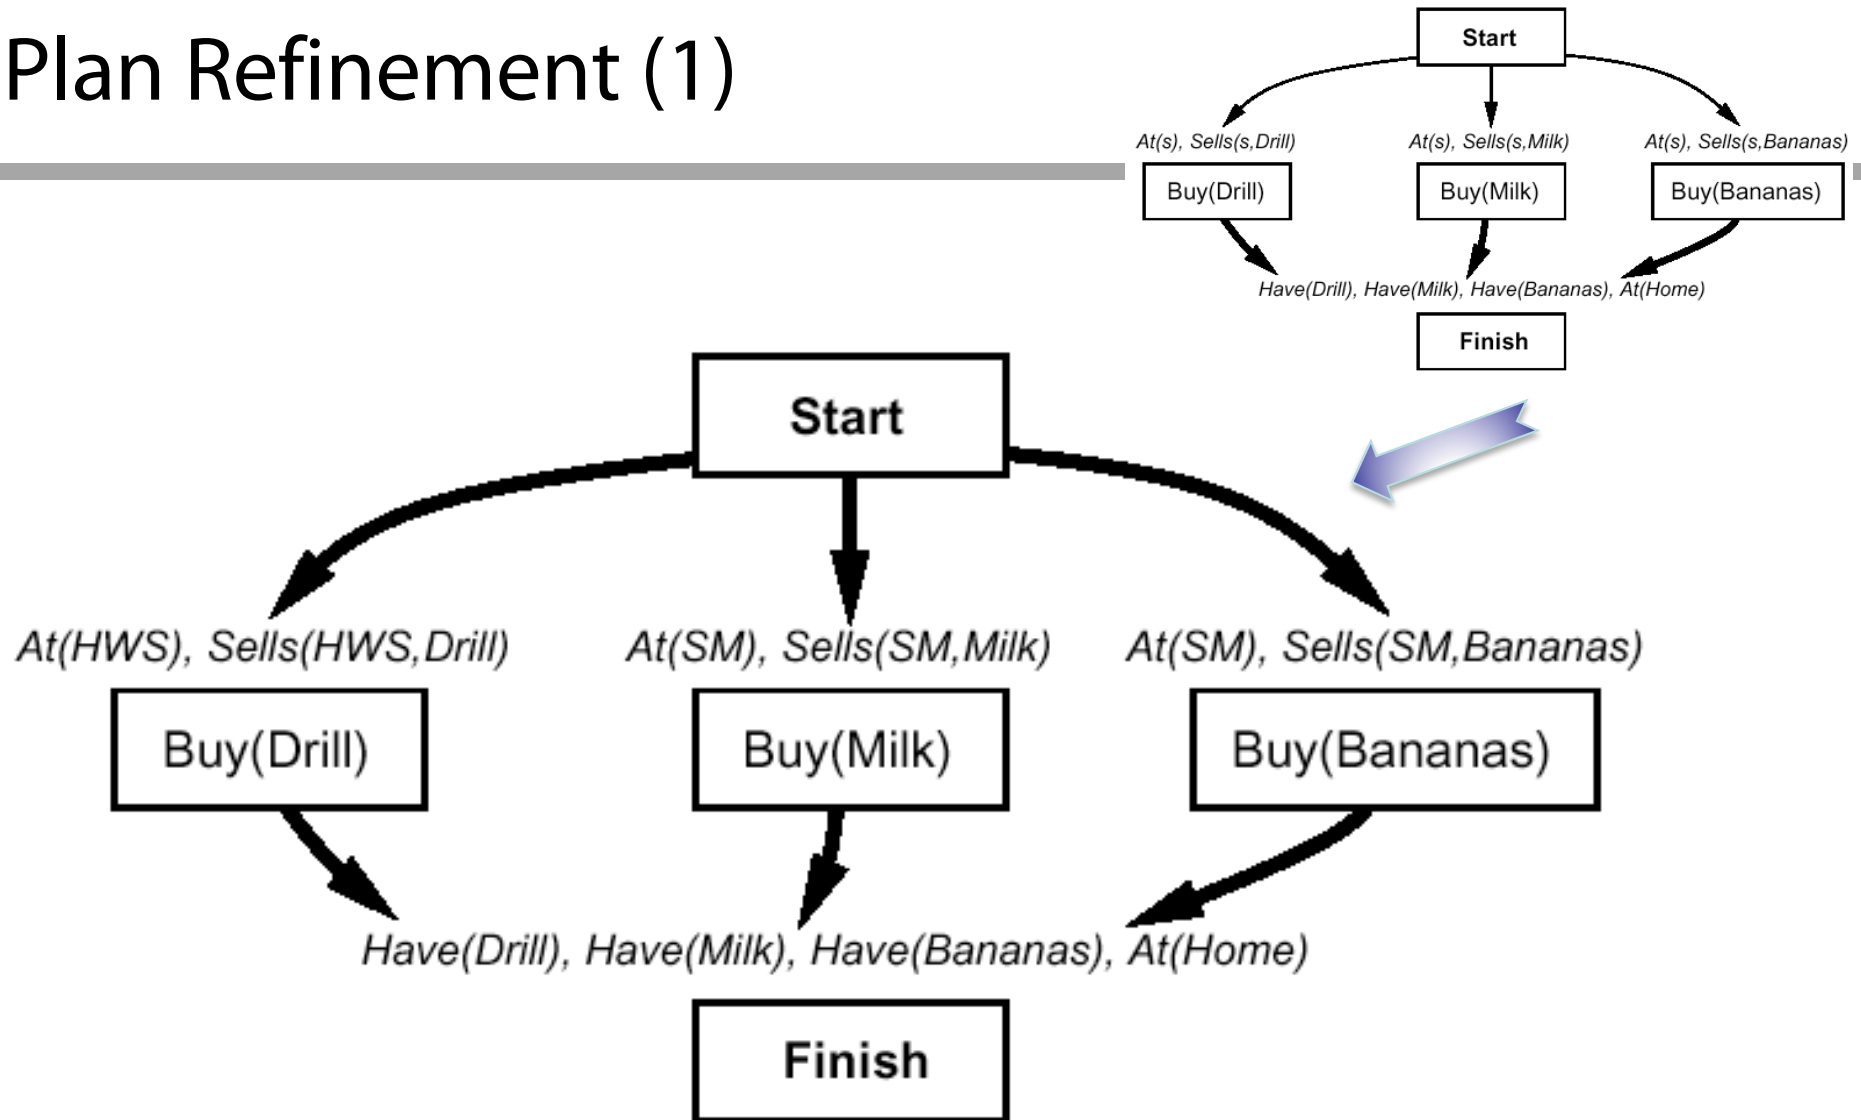 Plan Refinement (1)
Start
At(s), Sells(s,Drill) At(s), Sells(s,Milk) At(s), Sells(s,Bananas)
Buy(Drill) Buy(Milk) Buy(Bananas)
Have(Drill), Have(Milk), Have(Bananas), At(Home)
Finish
Start
At(HWS), Sells(HWS,Drill) At(SM), Sells(SM,Milk) At(SM), Sells(SM,Bananas)
Buy(Drill) Buy(Milk) Buy(Bananas)
Have(Drill), Have(Milk), Have(Bananas), At(Home)
Finish